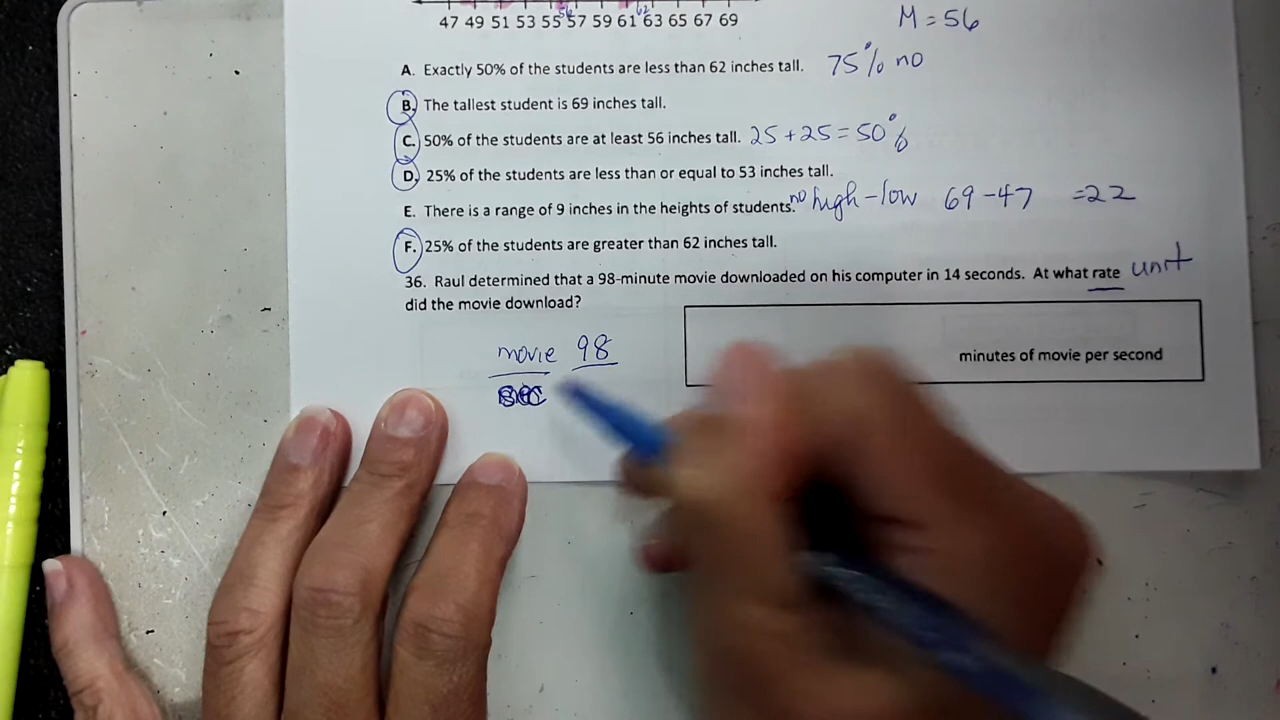 56 62
47 49 51 53 55 57 59 61 63 65 67 69
M = 56
A. Exactly 50% of the students are less than 62 inches tall. 75% no
B. The tallest student is 69 inches tall.
C. 50% of the students are at least 56 inches tall. 25 + 25 = 50%
D. 25% of the students are less than or equal to 53 inches tall.
E. There is a range of 9 inches in the heights of students. no high - low 69 - 47 = 22
F. 25% of the students are greater than 62 inches tall.
36. Raul determined that a 98-minute movie downloaded on his computer in 14 seconds. At what rate unit
did the movie download?
movie 98
sec
minutes of movie per second